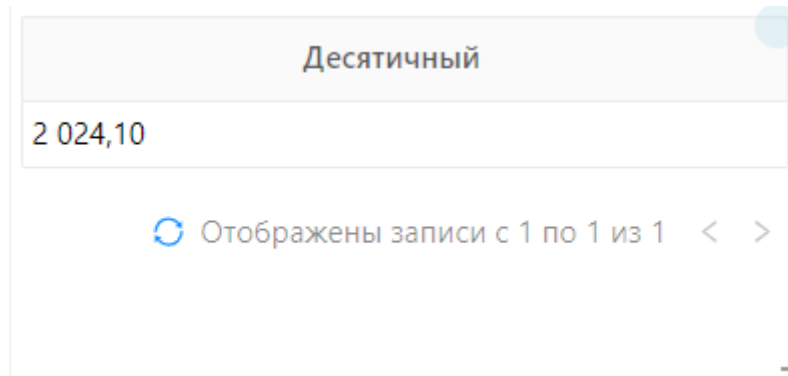 Десятичный
2 024,10
Отображены записи с 1 по 1 из 1 < >